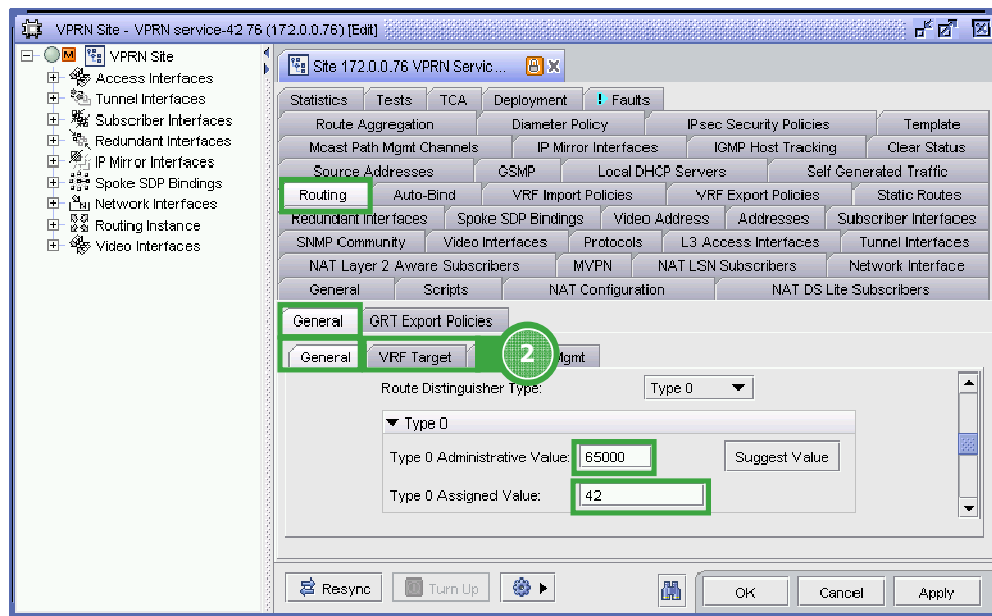 VPRN Site - VPRN service-42 76 (172.0.0.76) [Edit]
M VPRN Site
Access Interfaces
Tunnel Interfaces
Subscriber Interfaces
Redundant Interfaces
IP Mirror Interfaces
Spoke SDP Bindings
Network Interfaces
Routing Instance
Video Interfaces
Site 172.0.0.76 VPRN Servic...
Statistics Tests TCA Deployment ! Faults
Route Aggregation Diameter Policy IPsec Security Policies Template
Mcast Path Mgmt Channels IP Mirror Interfaces IGMP Host Tracking Clear Status
Source Addresses GSMP Local DHCP Servers Self Generated Traffic
Routing Auto-Bind VRF Import Policies VRF Export Policies Static Routes
Redundant Interfaces Spoke SDP Bindings Video Address Addresses Subscriber Interfaces
SNMP Community Video Interfaces Protocols L3 Access Interfaces Tunnel Interfaces
NAT Layer 2 Aware Subscribers MVPN NAT LSN Subscribers Network Interface
General Scripts NAT Configuration NAT DS Lite Subscribers
General GRT Export Policies
General VRF Target 2 Mgmt
Route Distinguisher Type: Type 0
Type 0
Type 0 Administrative Value: 65000 Suggest Value
Type 0 Assigned Value: 42
Resync Turn Up OK Cancel Apply